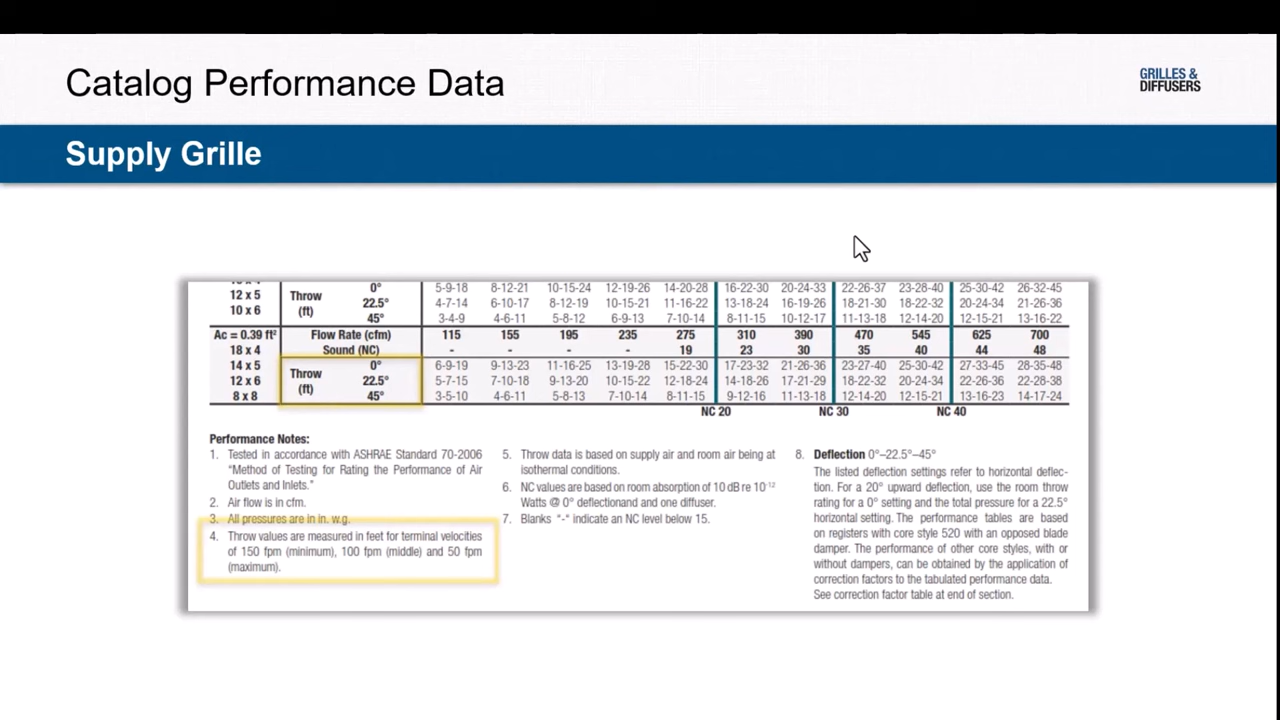 Catalog Performance Data
GRILLES &
DIFFUSERS
Supply Grille
12 x 5
10 x 6
Throw
(ft)
0° 5-9-18 8-12-21 10-15-24 12-19-26 14-20-28 16-22-30 20-24-33 22-26-37 23-28-40 25-30-42 26-32-45
22.5° 4-7-14 6-10-17 8-12-19 10-15-21 11-16-22 13-18-24 16-19-26 18-21-30 18-22-32 20-24-34 21-26-36
45° 3-4-9 4-6-11 5-8-12 6-9-13 7-10-14 8-11-15 10-12-17 11-13-18 12-14-20 12-15-21 13-16-22
Ac = 0.39 ft² Flow Rate (cfm) 115 155 195 235 275 310 390 470 545 625 700
18 x 4 Sound (NC) - - - - 19 23 30 35 40 44 48
14 x 5
12 x 6
8 x 8
Throw
(ft)
0° 6-9-19 9-13-23 11-16-25 13-19-28 15-22-30 17-23-32 21-26-36 23-27-40 25-30-42 27-33-45 28-35-48
22.5° 5-7-15 7-10-18 9-13-20 10-15-22 12-18-24 14-18-26 17-21-29 18-22-32 20-24-34 22-26-36 22-28-38
45° 3-5-10 4-6-11 5-8-13 7-10-14 8-11-15 9-12-16 11-13-18 12-14-20 12-15-21 13-16-23 14-17-24
NC 20 NC 30 NC 40
Performance Notes:
1. Tested in accordance with ASHRAE Standard 70-2006
“Method of Testing for Rating the Performance of Air
Outlets and Inlets.”
2. Air flow is in cfm.
3. All pressures are in in. w.g.
4. Throw values are measured in feet for terminal velocities
of 150 fpm (minimum), 100 fpm (middle) and 50 fpm
(maximum).
5. Throw data is based on supply air and room air being at
isothermal conditions.
6. NC values are based on room absorption of 10 dB re 10⁻¹²
Watts @ 0° deflectionand and one diffuser.
7. Blanks “-“ indicate an NC level below 15.
8. Deflection 0°–22.5°–45°
The listed deflection settings refer to horizontal deflec-
tion. For a 20° upward deflection, use the room throw
rating for a 0° setting and the total pressure for a 22.5°
horizontal setting. The performance tables are based
on registers with core style 520 with an opposed blade
damper. The performance of other core styles, with or
without dampers, can be obtained by the application of
correction factors to the tabulated performance data.
See correction factor table at end of section.